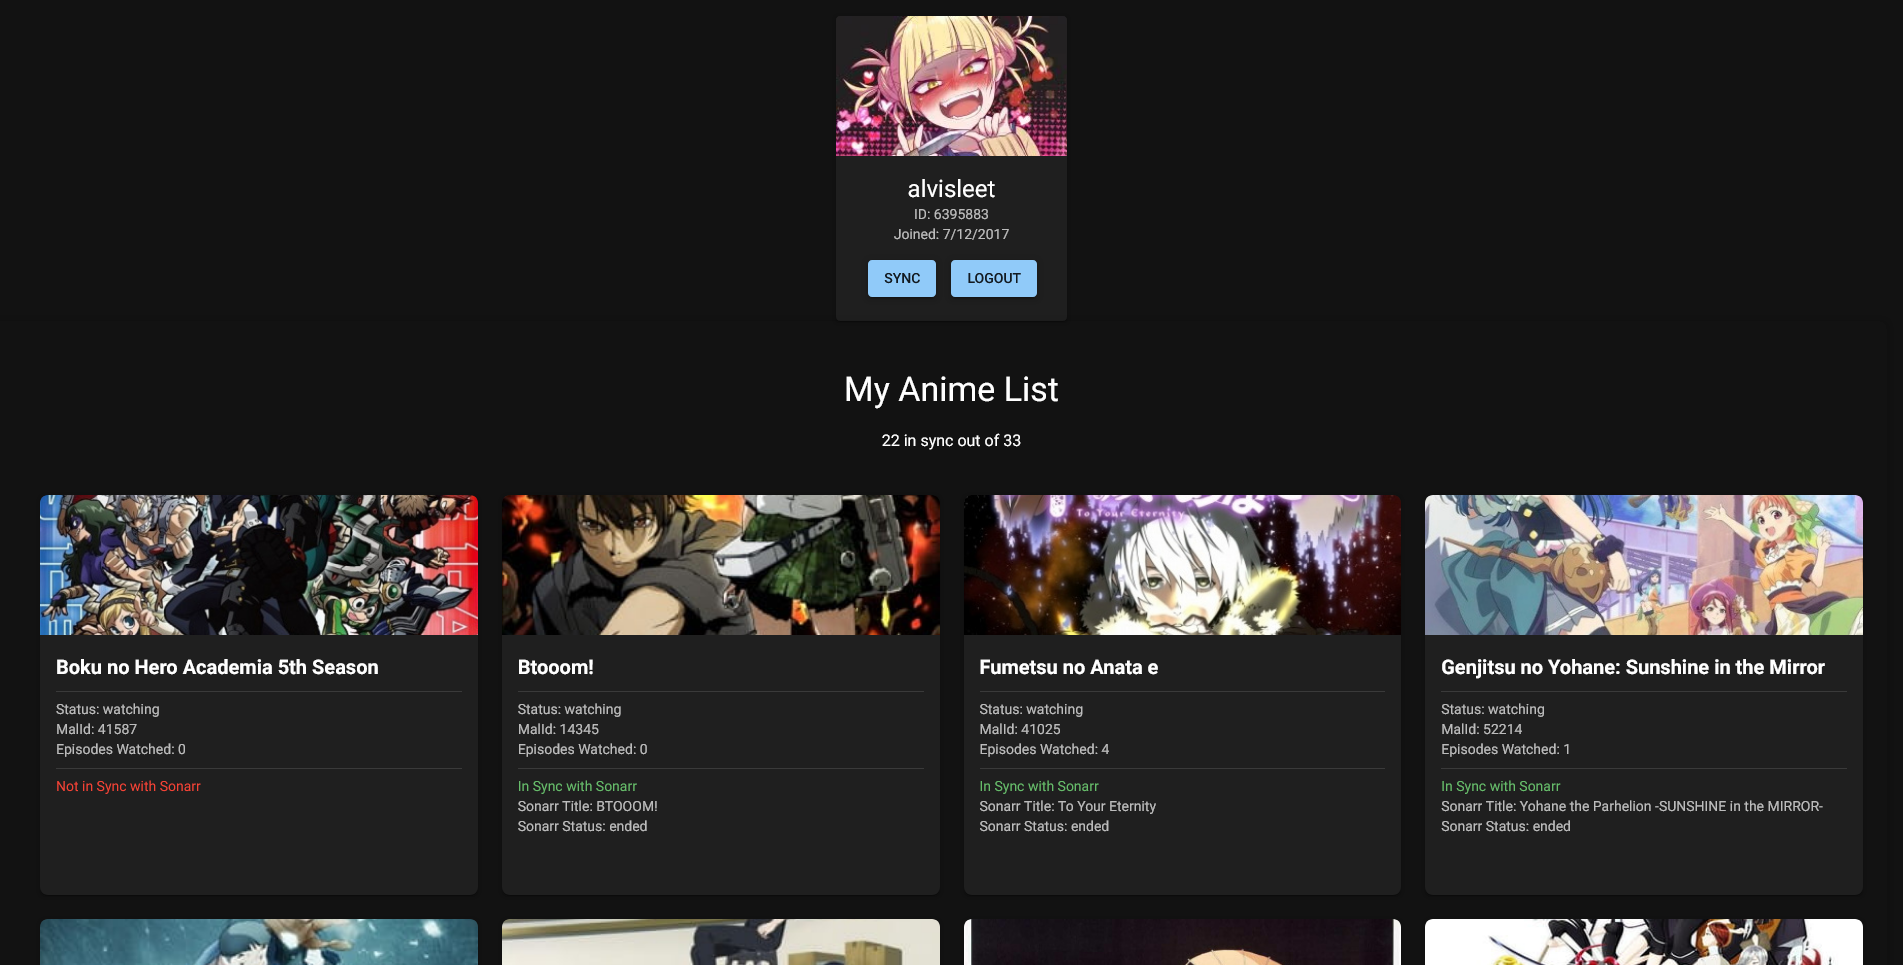 alvisleet
ID: 6395883
Joined: 7/12/2017
SYNC
LOGOUT
My Anime List
22 in sync out of 33
To Your Eternity
Boku no Hero Academia 5th Season
Status: watching
MalId: 41587
Episodes Watched: 0
Not in Sync with Sonarr
Btooom!
Status: watching
MalId: 14345
Episodes Watched: 0
In Sync with Sonarr
Sonarr Title: BTOOOM!
Sonarr Status: ended
Fumetsu no Anata e
Status: watching
MalId: 41025
Episodes Watched: 4
In Sync with Sonarr
Sonarr Title: To Your Eternity
Sonarr Status: ended
Genjitsu no Yohane: Sunshine in the Mirror
Status: watching
MalId: 52214
Episodes Watched: 1
In Sync with Sonarr
Sonarr Title: Yohane the Parhelion -SUNSHINE in the MIRROR-
Sonarr Status: ended